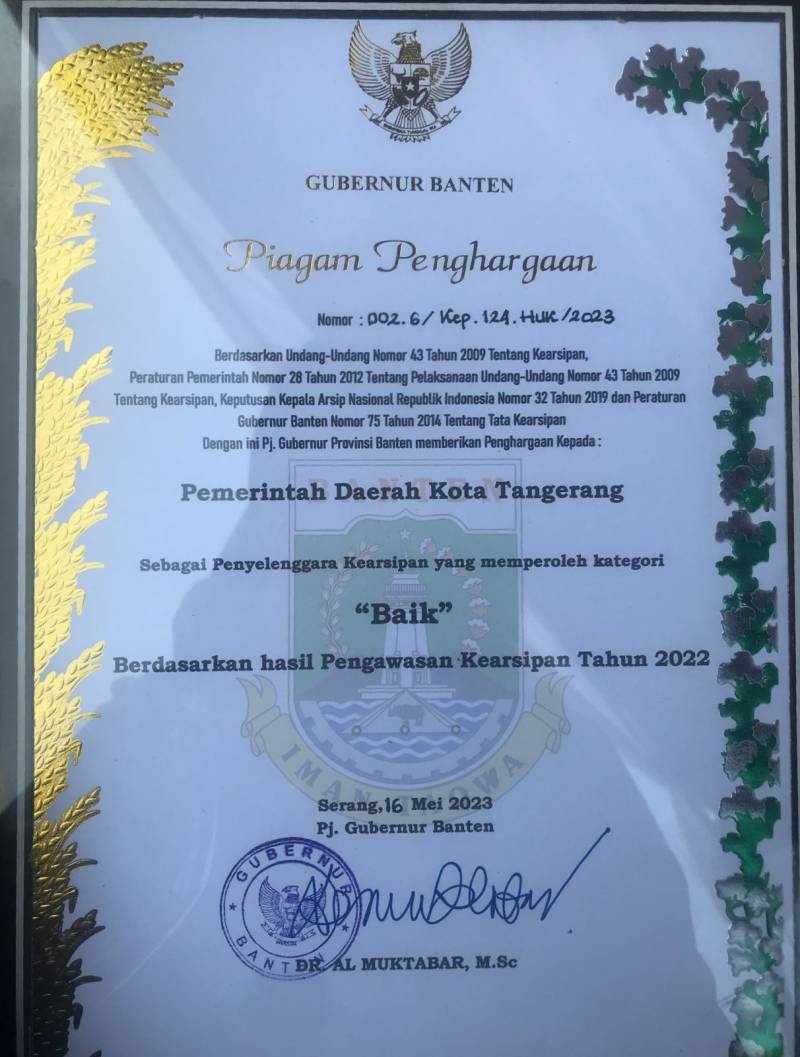 GUBERNUR BANTEN
Piagam Penghargaan
Nomor : 002.6/ Kep. 124. HUK /2023
Berdasarkan Undang-Undang Nomor 43 Tahun 2009 Tentang Kearsipan,
Peraturan Pemerintah Nomor 28 Tahun 2012 Tentang Pelaksanaan Undang-Undang Nomor 43 Tahun 2009
Tentang Kearsipan, Keputusan Kepala Arsip Nasional Republik Indonesia Nomor 32 Tahun 2019 dan Peraturan
Gubernur Banten Nomor 75 Tahun 2014 Tentang Tata Kearsipan
Dengan ini Pj. Gubernur Provinsi Banten memberikan Penghargaan Kepada :
BANTEN
Pemerintah Daerah Kota Tangerang
Sebagai Penyelenggara Kearsipan yang memperoleh kategori
“Baik”
Berdasarkan hasil Pengawasan Kearsipan Tahun 2022
IMAN TAQWA
Serang, 16 Mei 2023
Pj. Gubernur Banten
GUBERNUR
BANTEN
DR. AL MUKTABAR, M.Sc